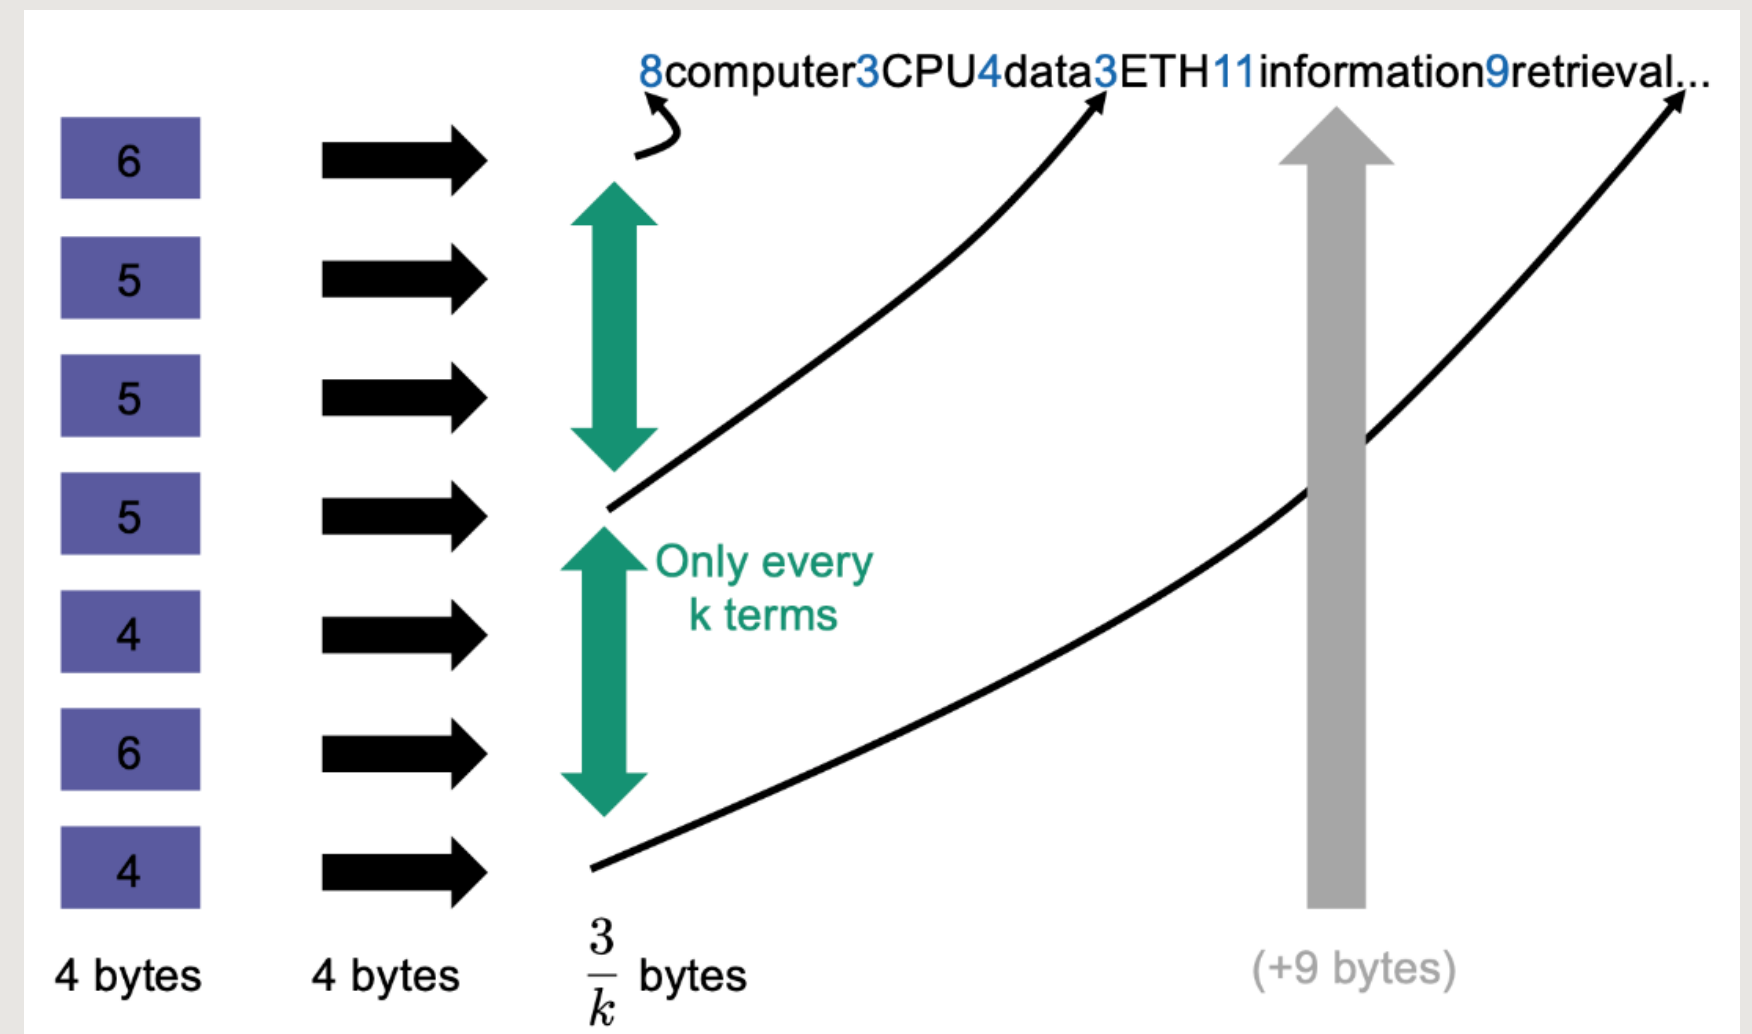 8computer3CPU4data3ETH11information9retrieval...
6
5
5
5
Only every
k terms
4
6
4
4 bytes
4 bytes
3
k
bytes
(+9 bytes)